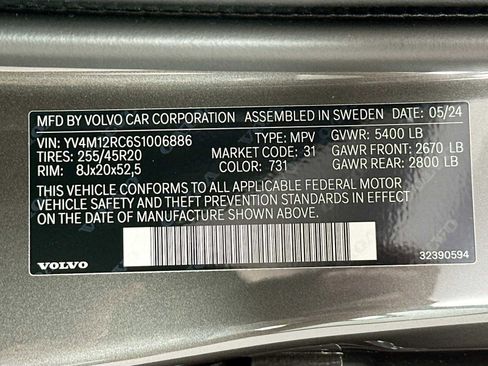 MFD BY VOLVO CAR CORPORATION ASSEMBLED IN SWEDEN DATE: 05/24
VIN: YV4M12RC6S1006886 TYPE: MPV GVWR: 5400 LB
TIRES: 255/45R20 MARKET CODE: 31 GAWR FRONT: 2670 LB
RIM: 8Jx20x52,5 COLOR: 731 GAWR REAR: 2800 LB
THIS VEHICLE CONFORMS TO ALL APPLICABLE FEDERAL MOTOR
VEHICLE SAFETY AND THEFT PREVENTION STANDARDS IN EFFECT
ON THE DATE OF MANUFACTURE SHOWN ABOVE.
VOLVO 32390594